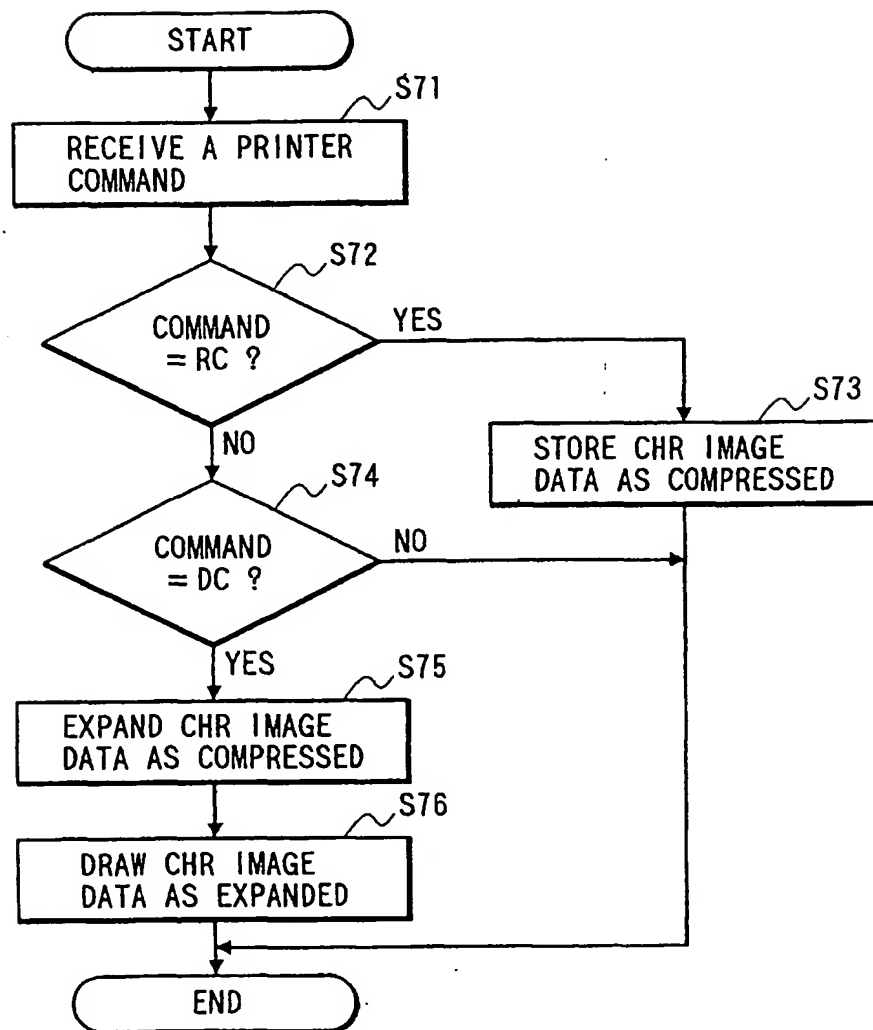 START
S71
RECEIVE A PRINTER
COMMAND
S72
COMMAND
= RC ?
YES
S73
STORE CHR IMAGE
DATA AS COMPRESSED
NO
S74
COMMAND
= DC ?
NO
YES
S75
EXPAND CHR IMAGE
DATA AS COMPRESSED
S76
DRAW CHR IMAGE
DATA AS EXPANDED
END